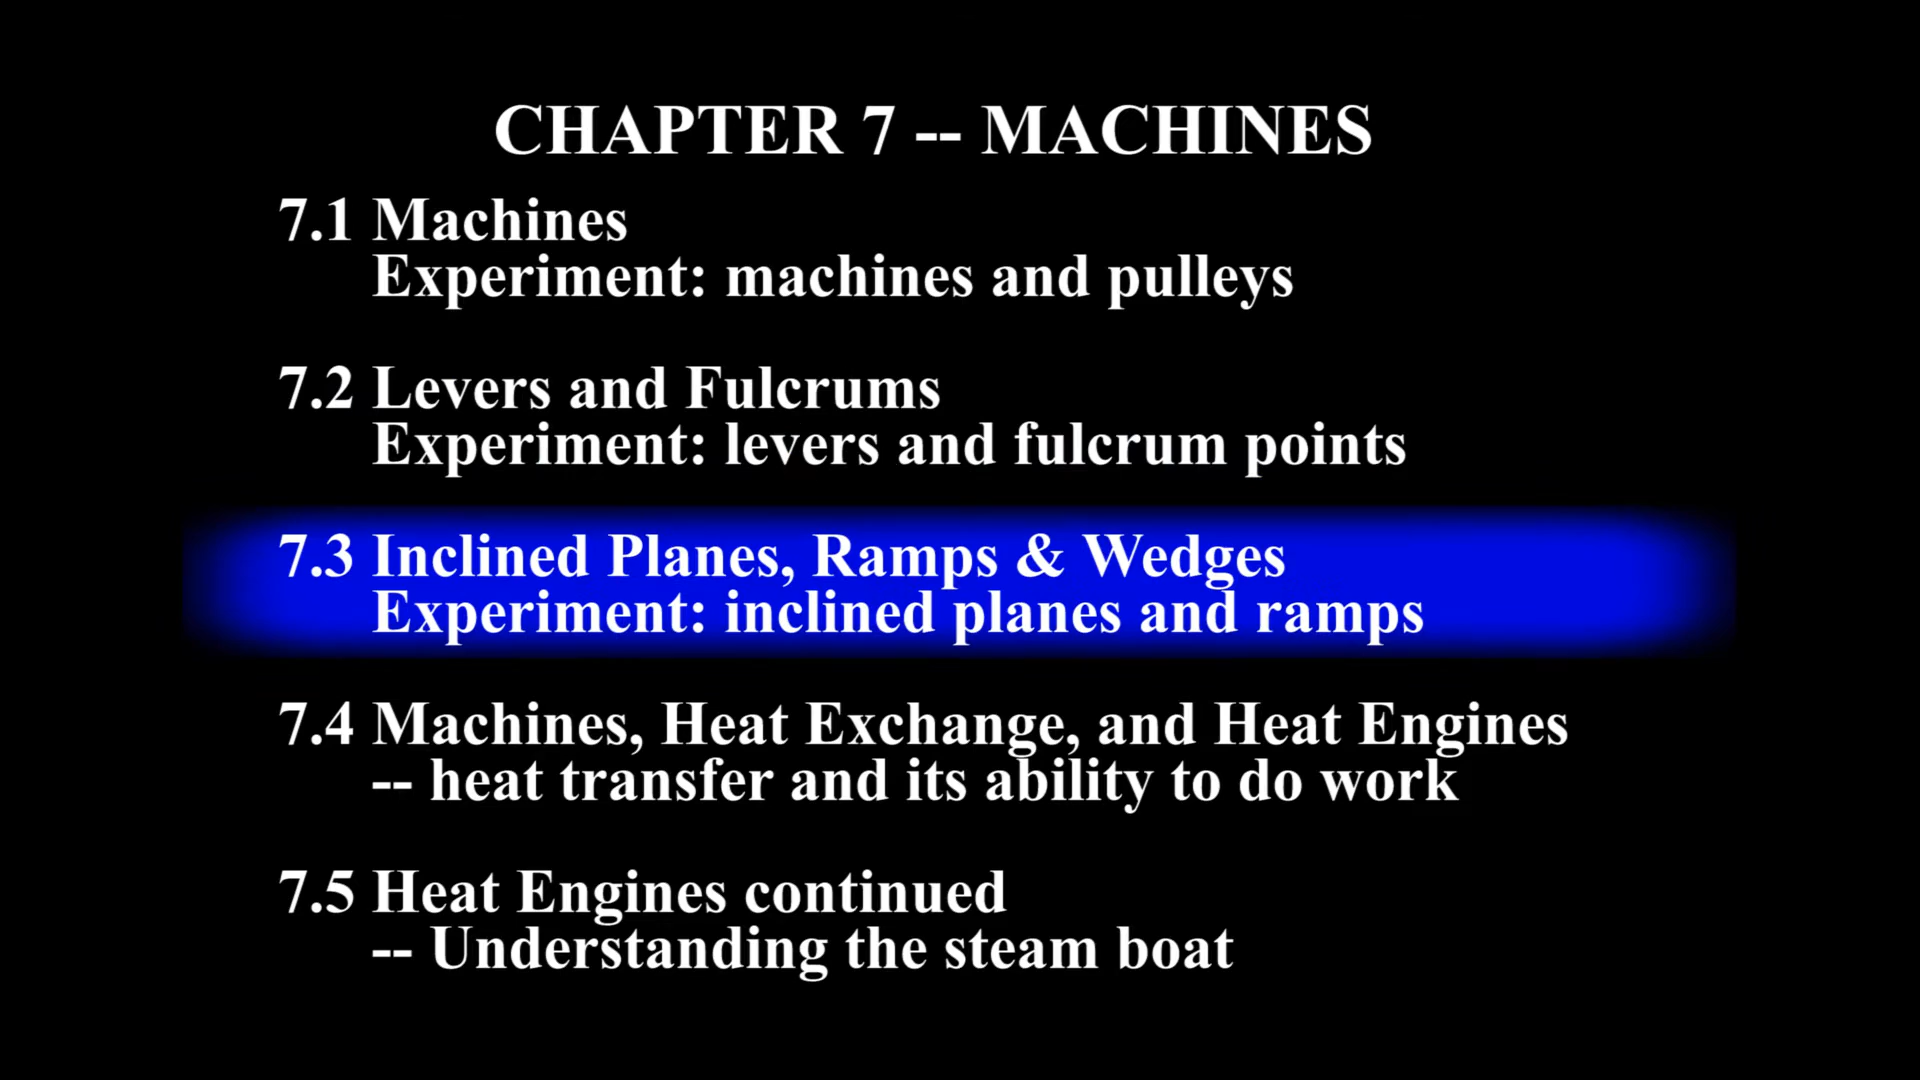 CHAPTER 7 -- MACHINES
7.1 Machines
Experiment: machines and pulleys
7.2 Levers and Fulcrums
Experiment: levers and fulcrum points
7.3 Inclined Planes, Ramps & Wedges
Experiment: inclined planes and ramps
7.4 Machines, Heat Exchange, and Heat Engines
-- heat transfer and its ability to do work
7.5 Heat Engines continued
-- Understanding the steam boat